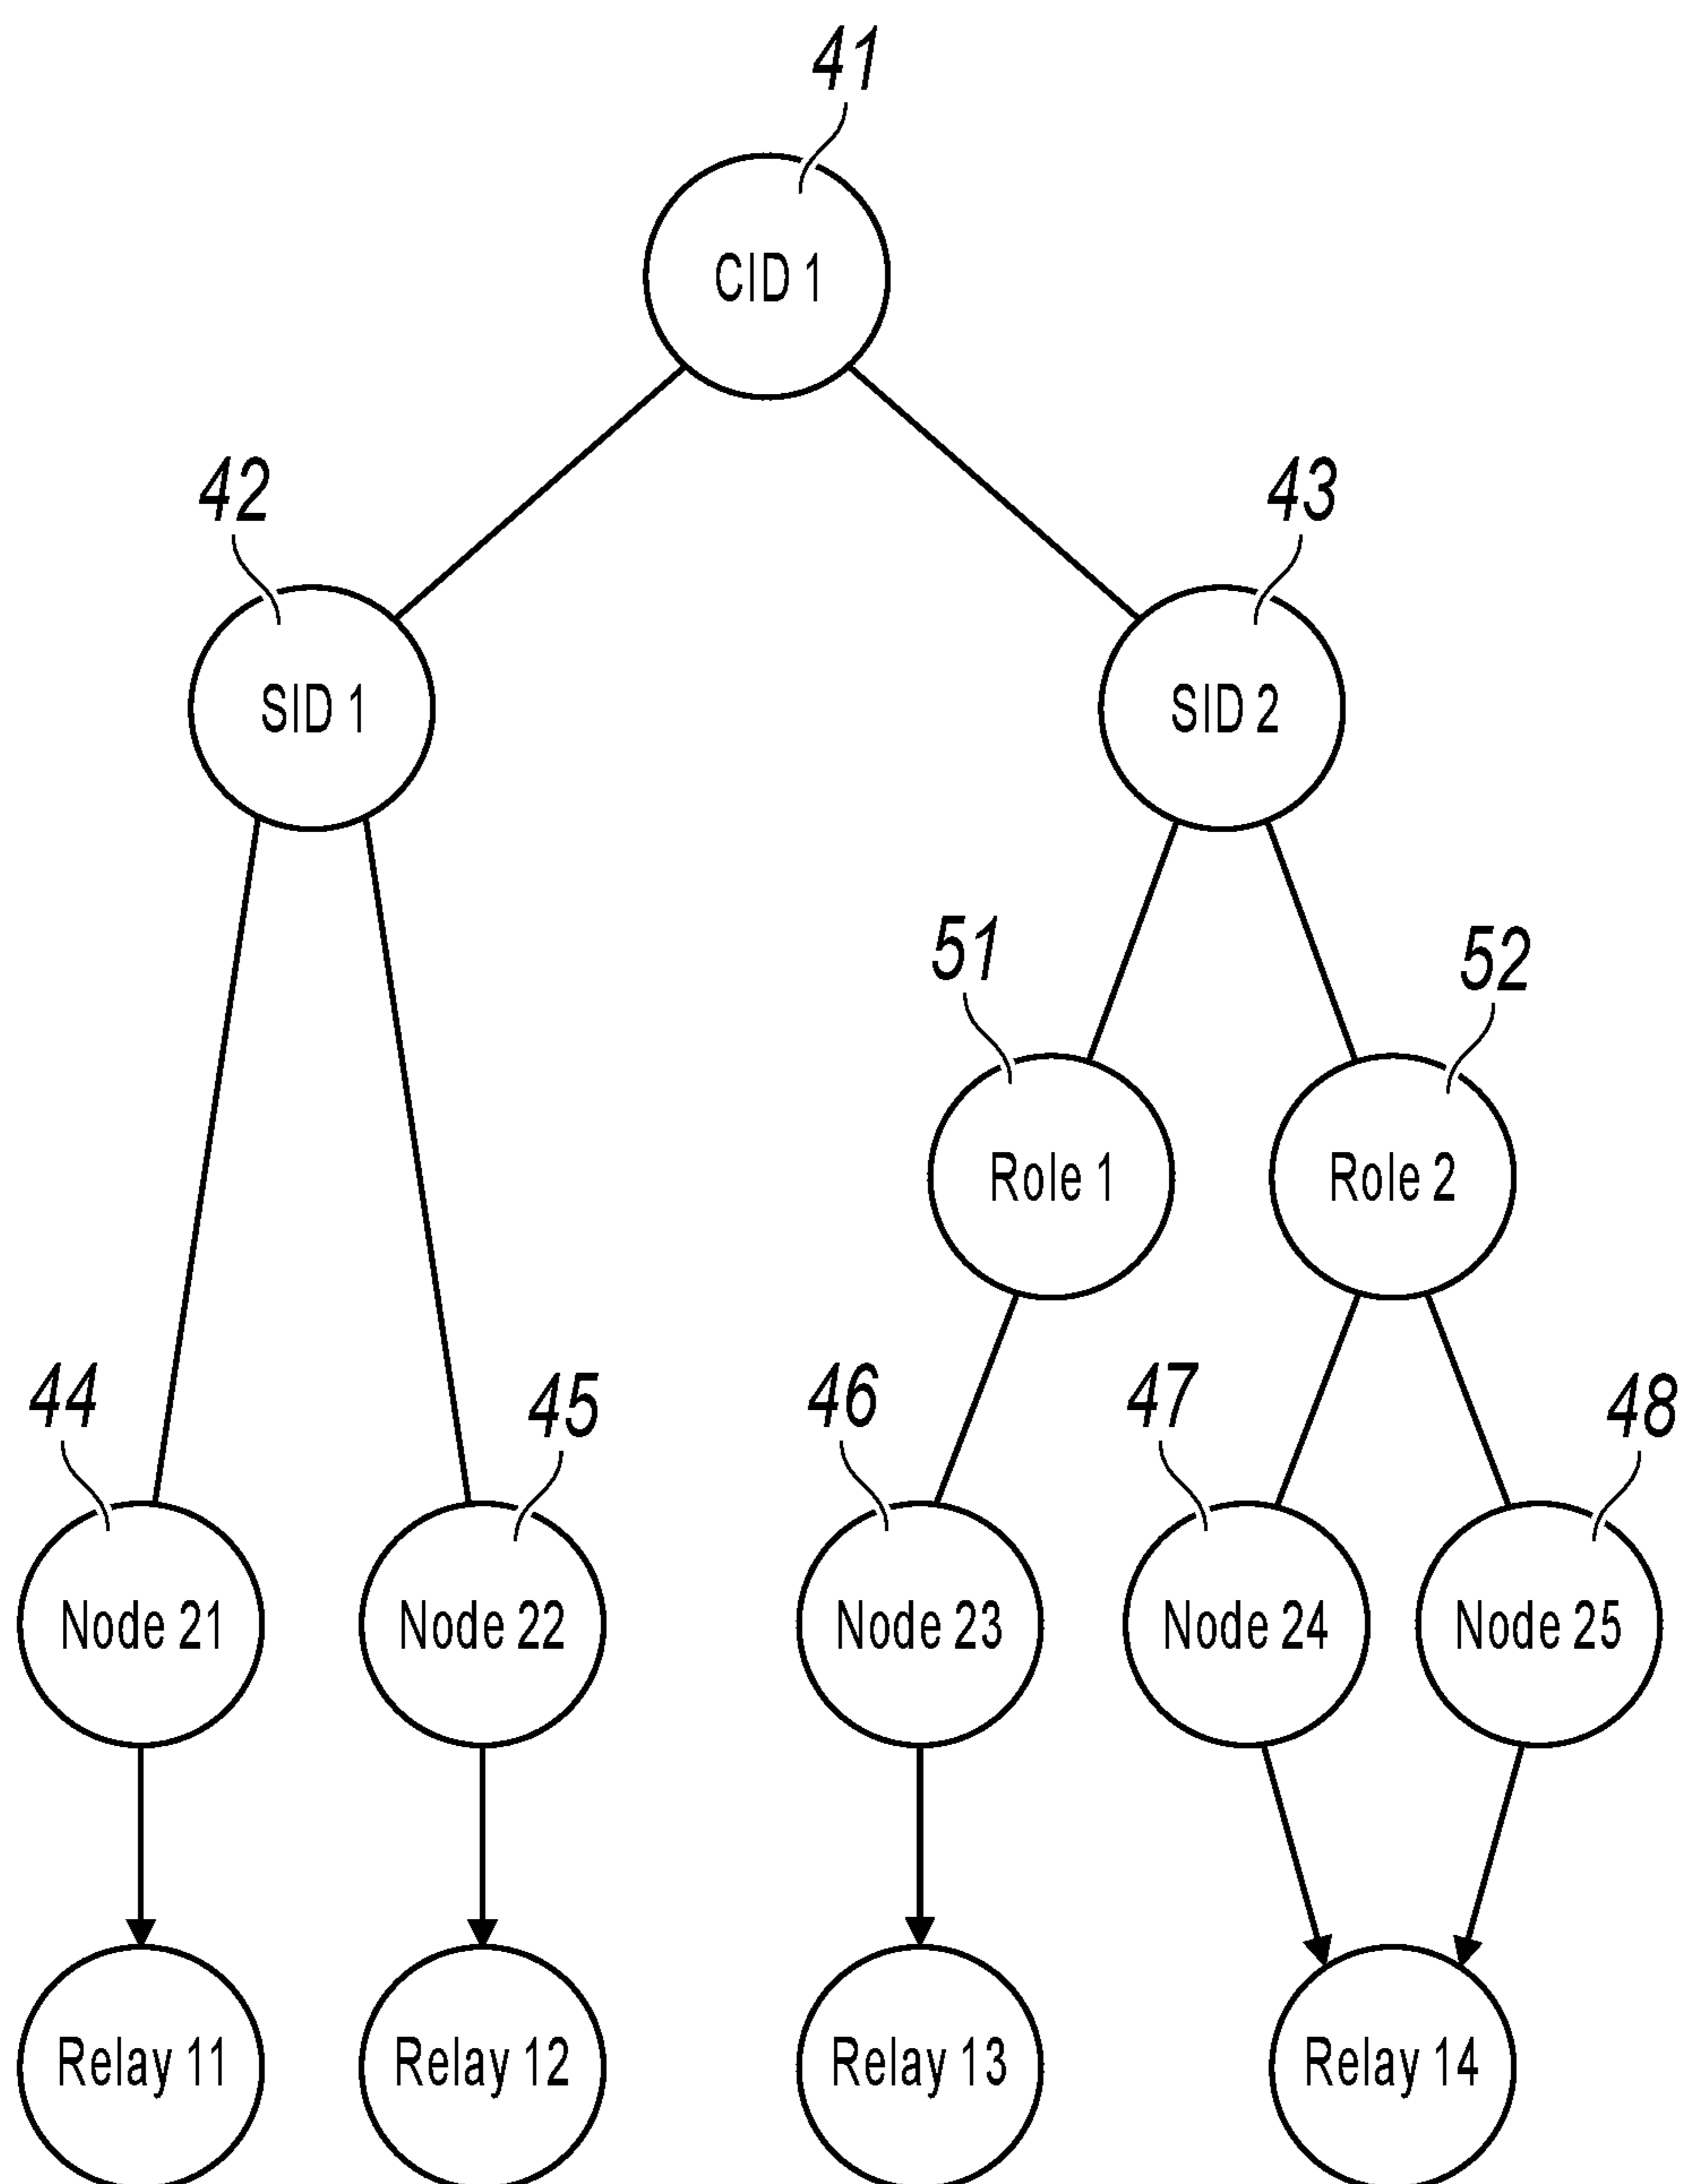 41
CID 1
42
43
SID 1
SID 2
51
52
Role 1
Role 2
44
45
46
47
48
Node 21
Node 22
Node 23
Node 24
Node 25
Relay 11
Relay 12
Relay 13
Relay 14